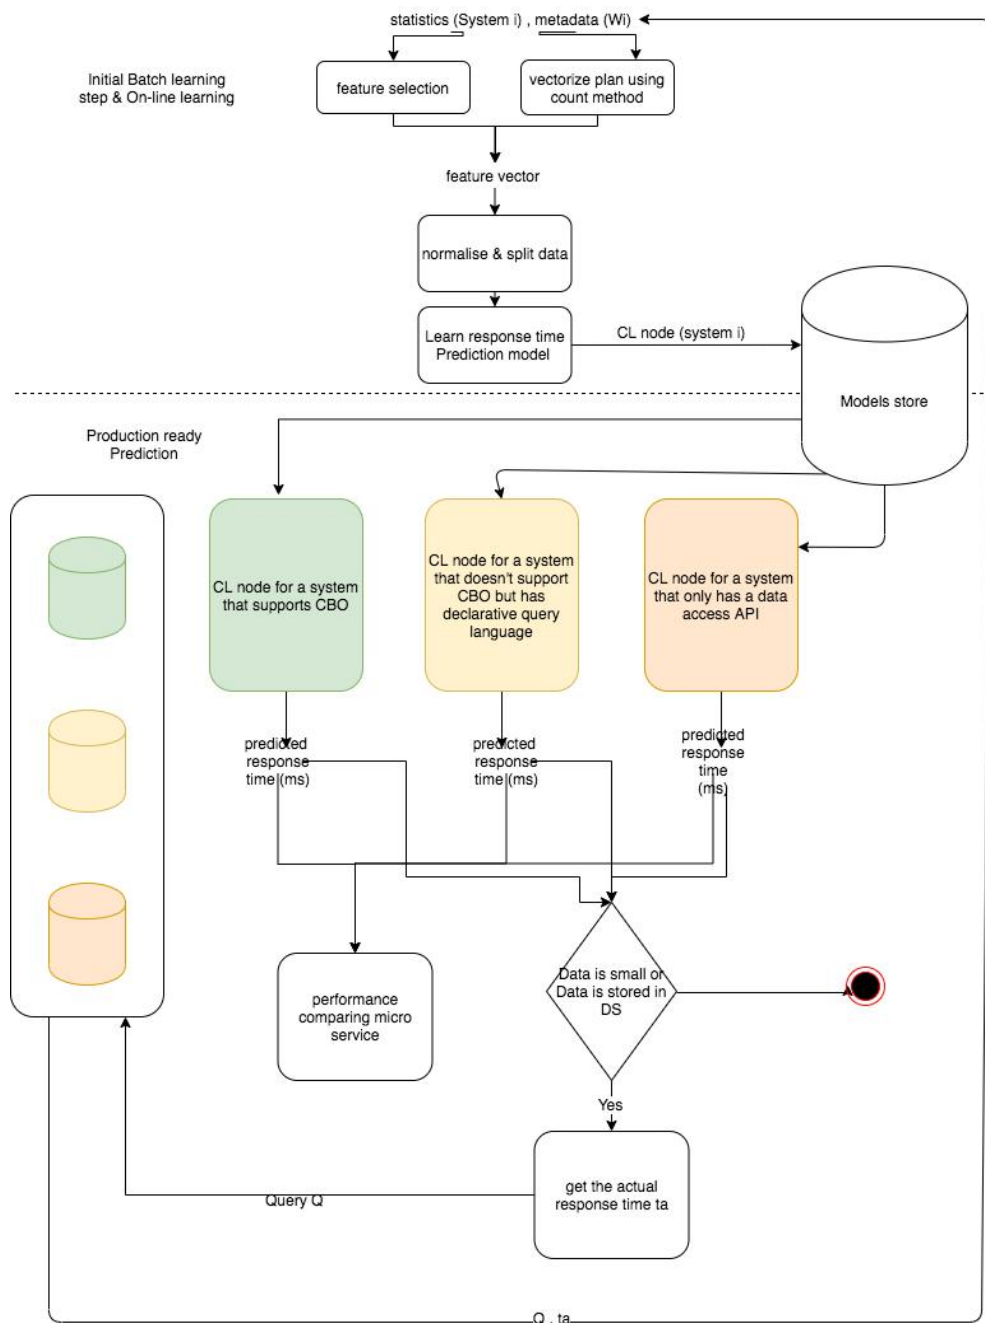 statistics (System i) , metadata (Wi)
Initial Batch learning
step & On-line learning
feature selection
vectorize plan using
count method
feature vector
normalise & split data
Learn response time
Prediction model
CL node (system i)
Models store
Production ready
Prediction
CL node for a system
that supports CBO
CL node for a system
that doesn't support
CBO but has
declarative query
language
CL node for a system
that only has a data
access API
predicted
response
time (ms)
predicted
response
time (ms)
predicted
response
time
(ms)
performance
comparing micro
service
Data is small or
Data is stored in
DS
Yes
get the actual
response time ta
Query Q
Q , ta